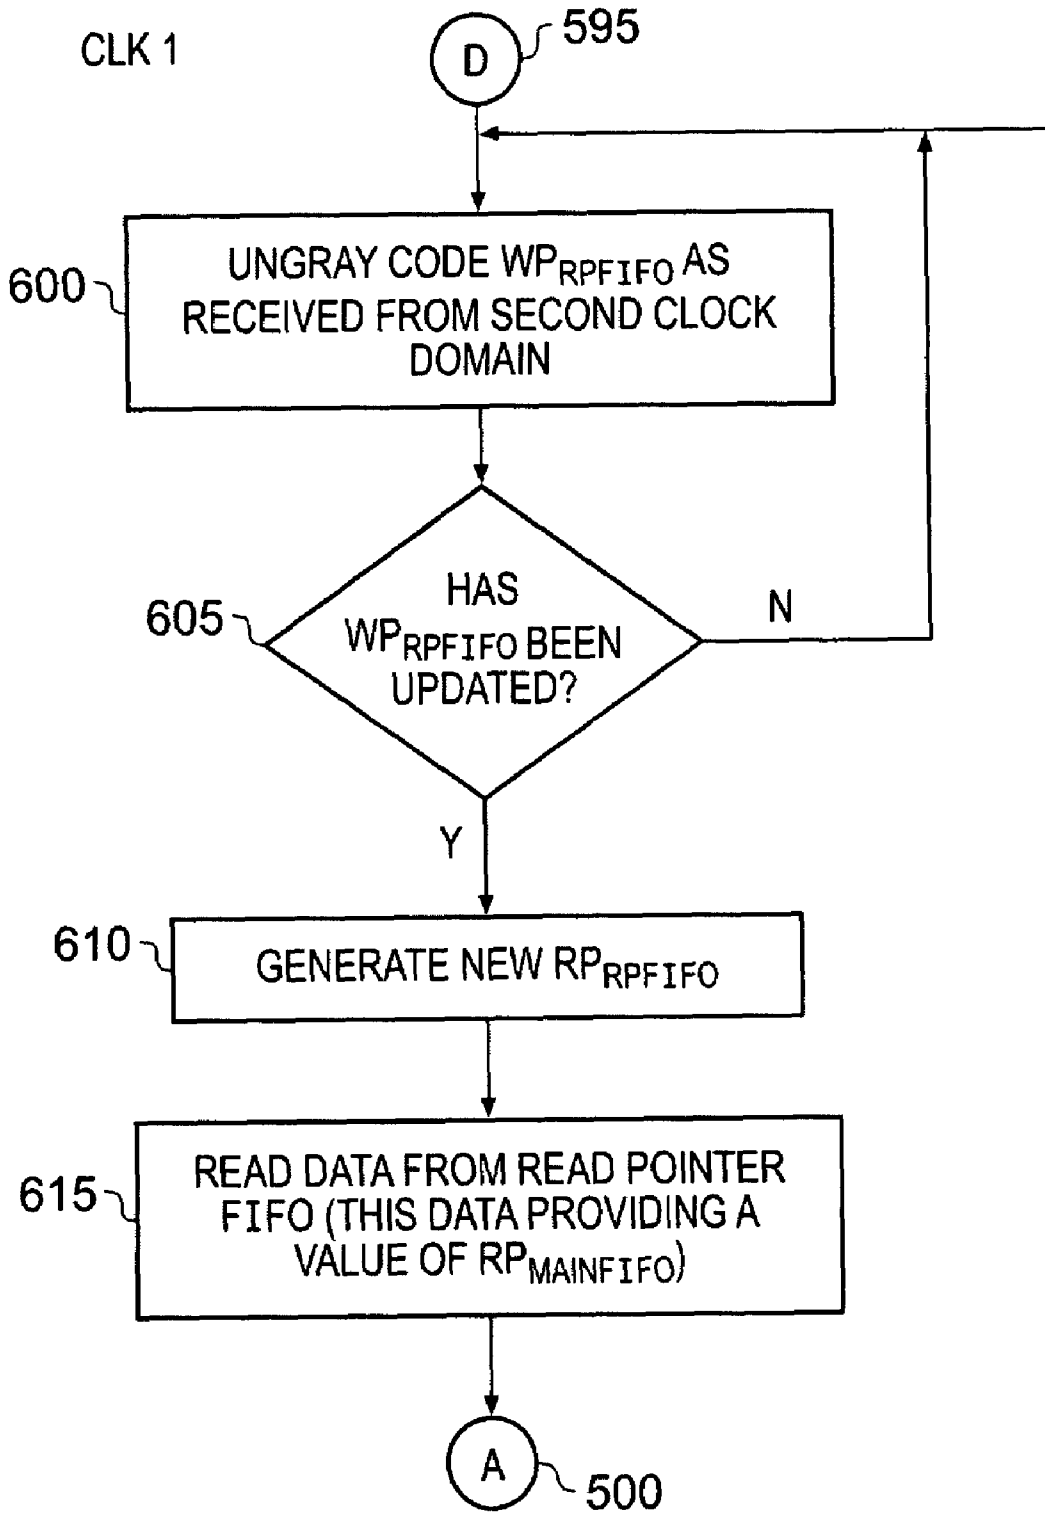 CLK 1
D
595
600
UNGRAY CODE WPRPFIFO AS
RECEIVED FROM SECOND CLOCK
DOMAIN
605
HAS
WPRPFIFO BEEN
UPDATED?
N
Y
610
GENERATE NEW RPRPFIFO
615
READ DATA FROM READ POINTER
FIFO (THIS DATA PROVIDING A
VALUE OF RPMAINFIFO)
A
500